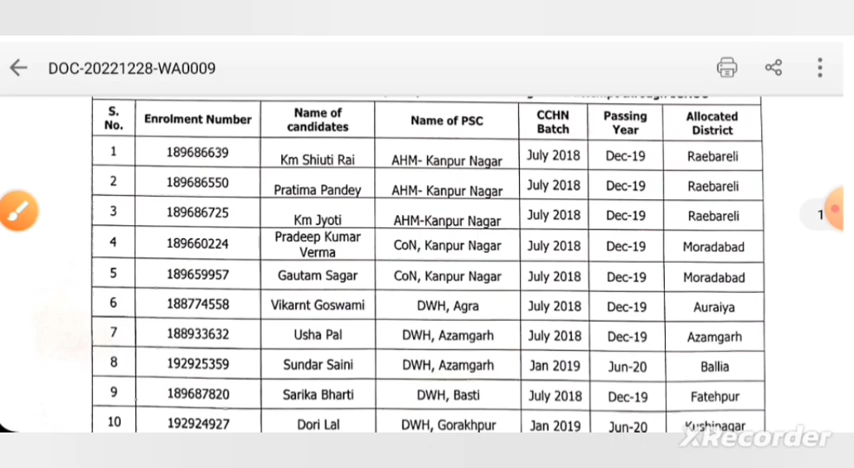 DOC-20221228-WA0009
S. No. Enrolment Number Name of candidates Name of PSC CCHN Batch Passing Year Allocated District
1 189686639 Km Shiuti Rai AHM- Kanpur Nagar July 2018 Dec-19 Raebareli
2 189686550 Pratima Pandey AHM- Kanpur Nagar July 2018 Dec-19 Raebareli
3 189686725 Km Jyoti AHM-Kanpur Nagar July 2018 Dec-19 Raebareli
1
4 189660224 Pradeep Kumar Verma CoN, Kanpur Nagar July 2018 Dec-19 Moradabad
5 189659957 Gautam Sagar CoN, Kanpur Nagar July 2018 Dec-19 Moradabad
6 188774558 Vikarnt Goswami DWH, Agra July 2018 Dec-19 Auraiya
7 188933632 Usha Pal DWH, Azamgarh July 2018 Dec-19 Azamgarh
8 192925359 Sundar Saini DWH, Azamgarh Jan 2019 Jun-20 Ballia
9 189687820 Sarika Bharti DWH, Basti July 2018 Dec-19 Fatehpur
10 192924927 Dori Lal DWH, Gorakhpur Jan 2019 Jun-20 Kushinagar
XRecorder